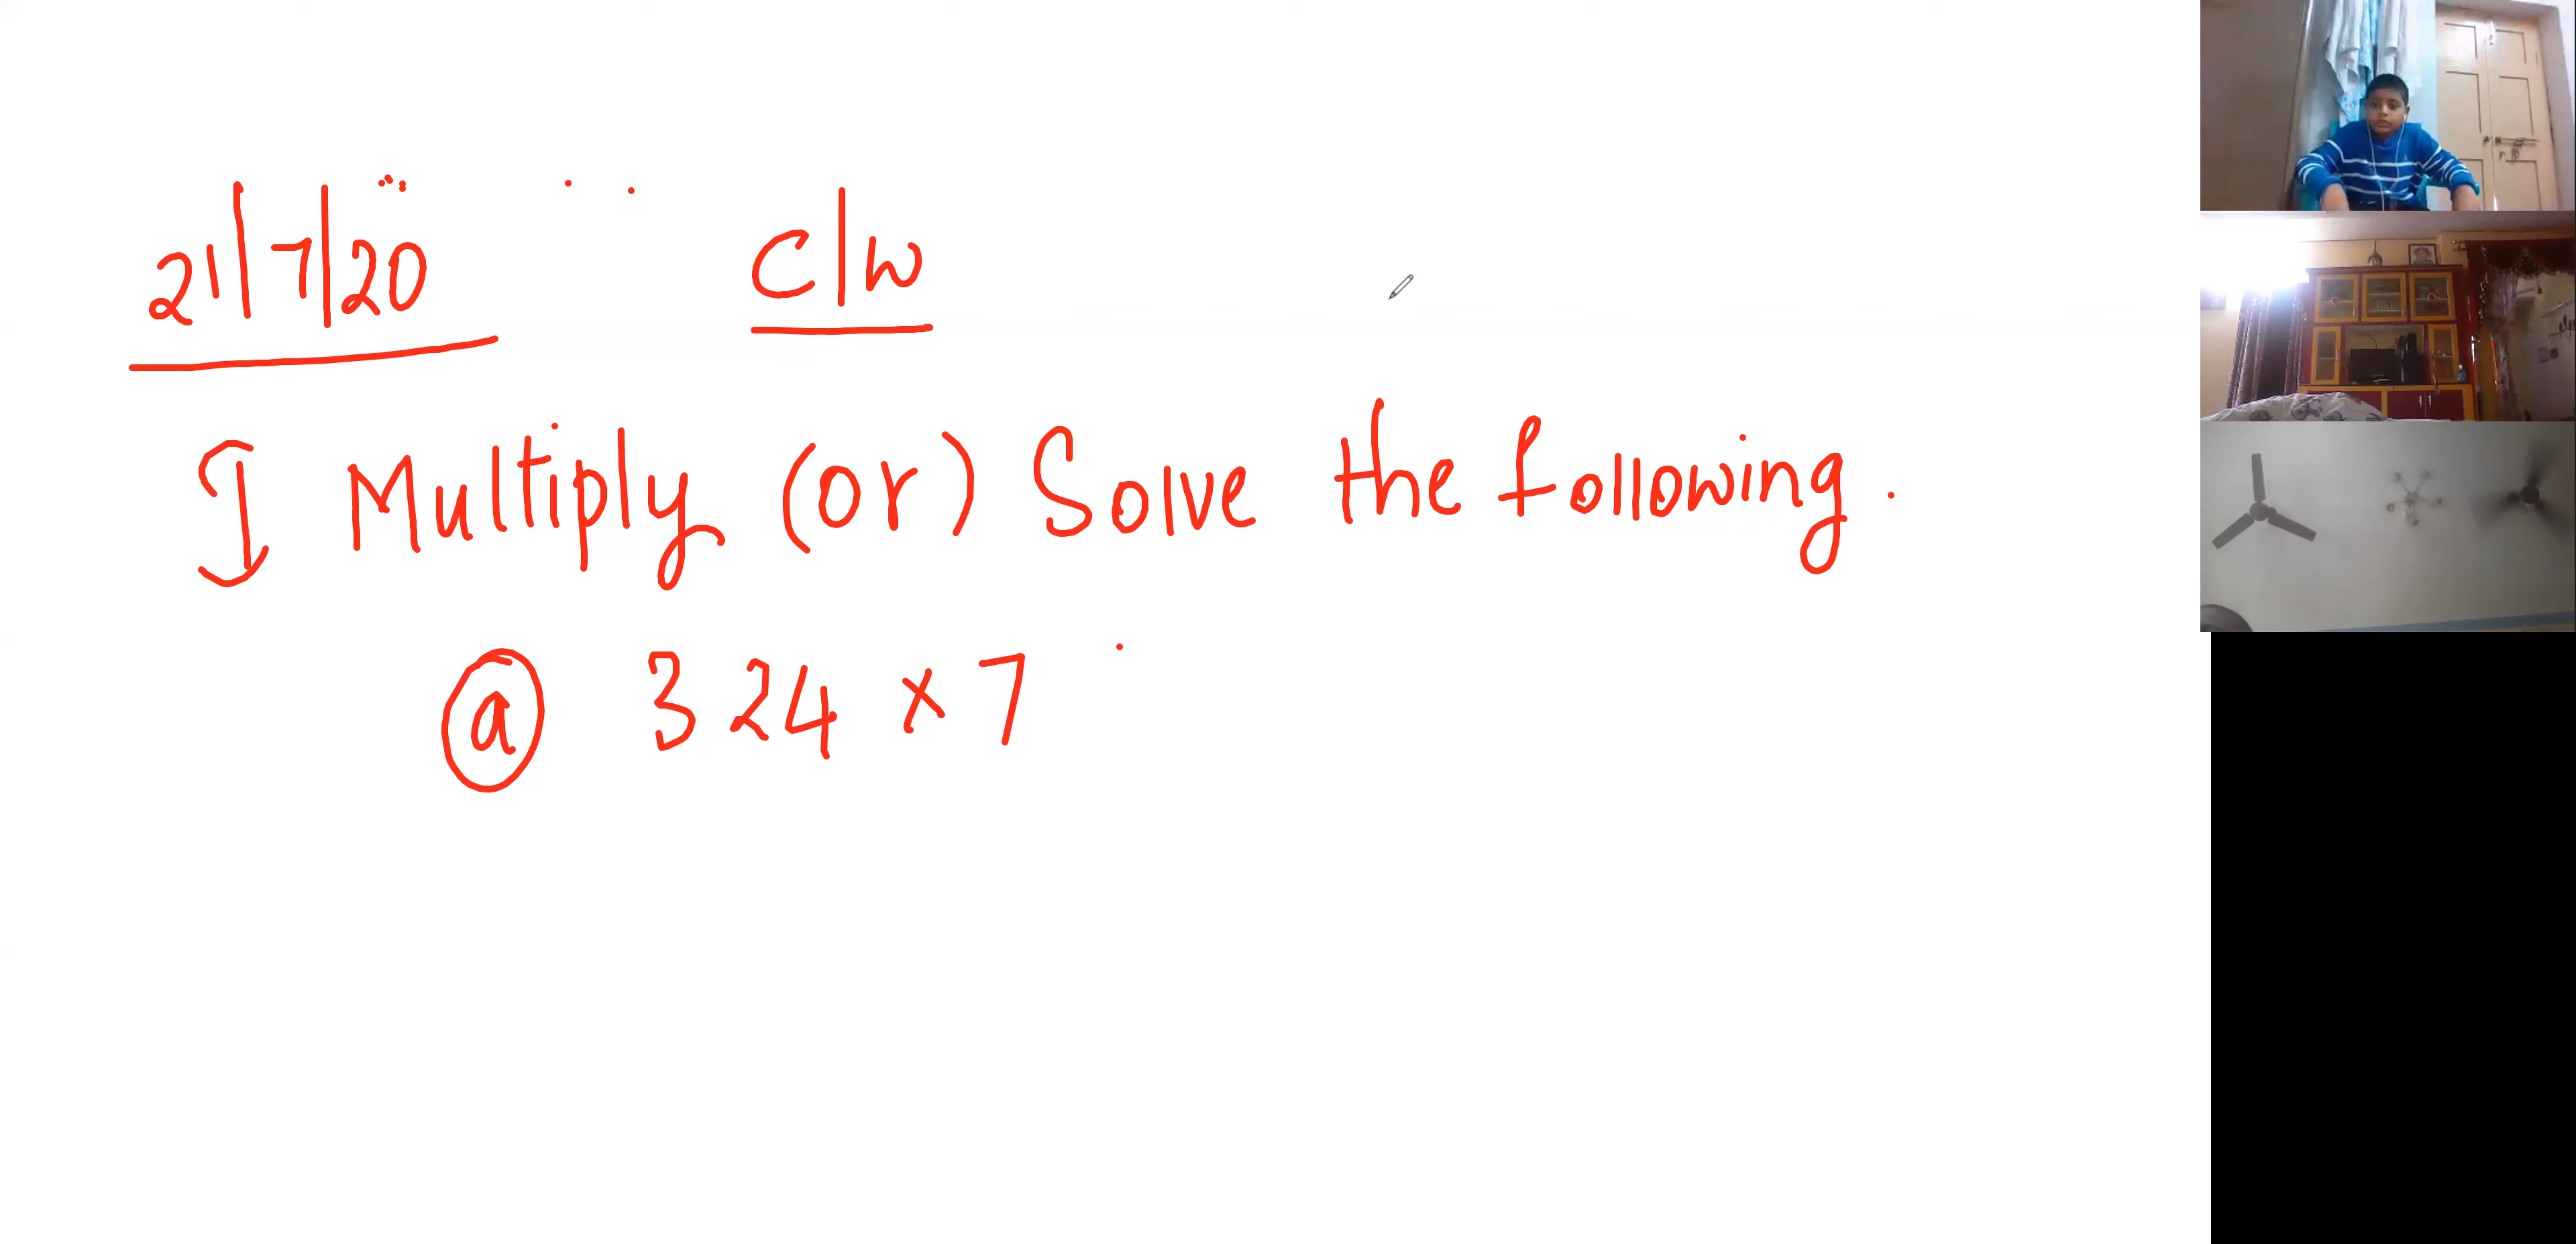 21/7/20 C/W
I Multiply (or) Solve the following.
a 324 x 7